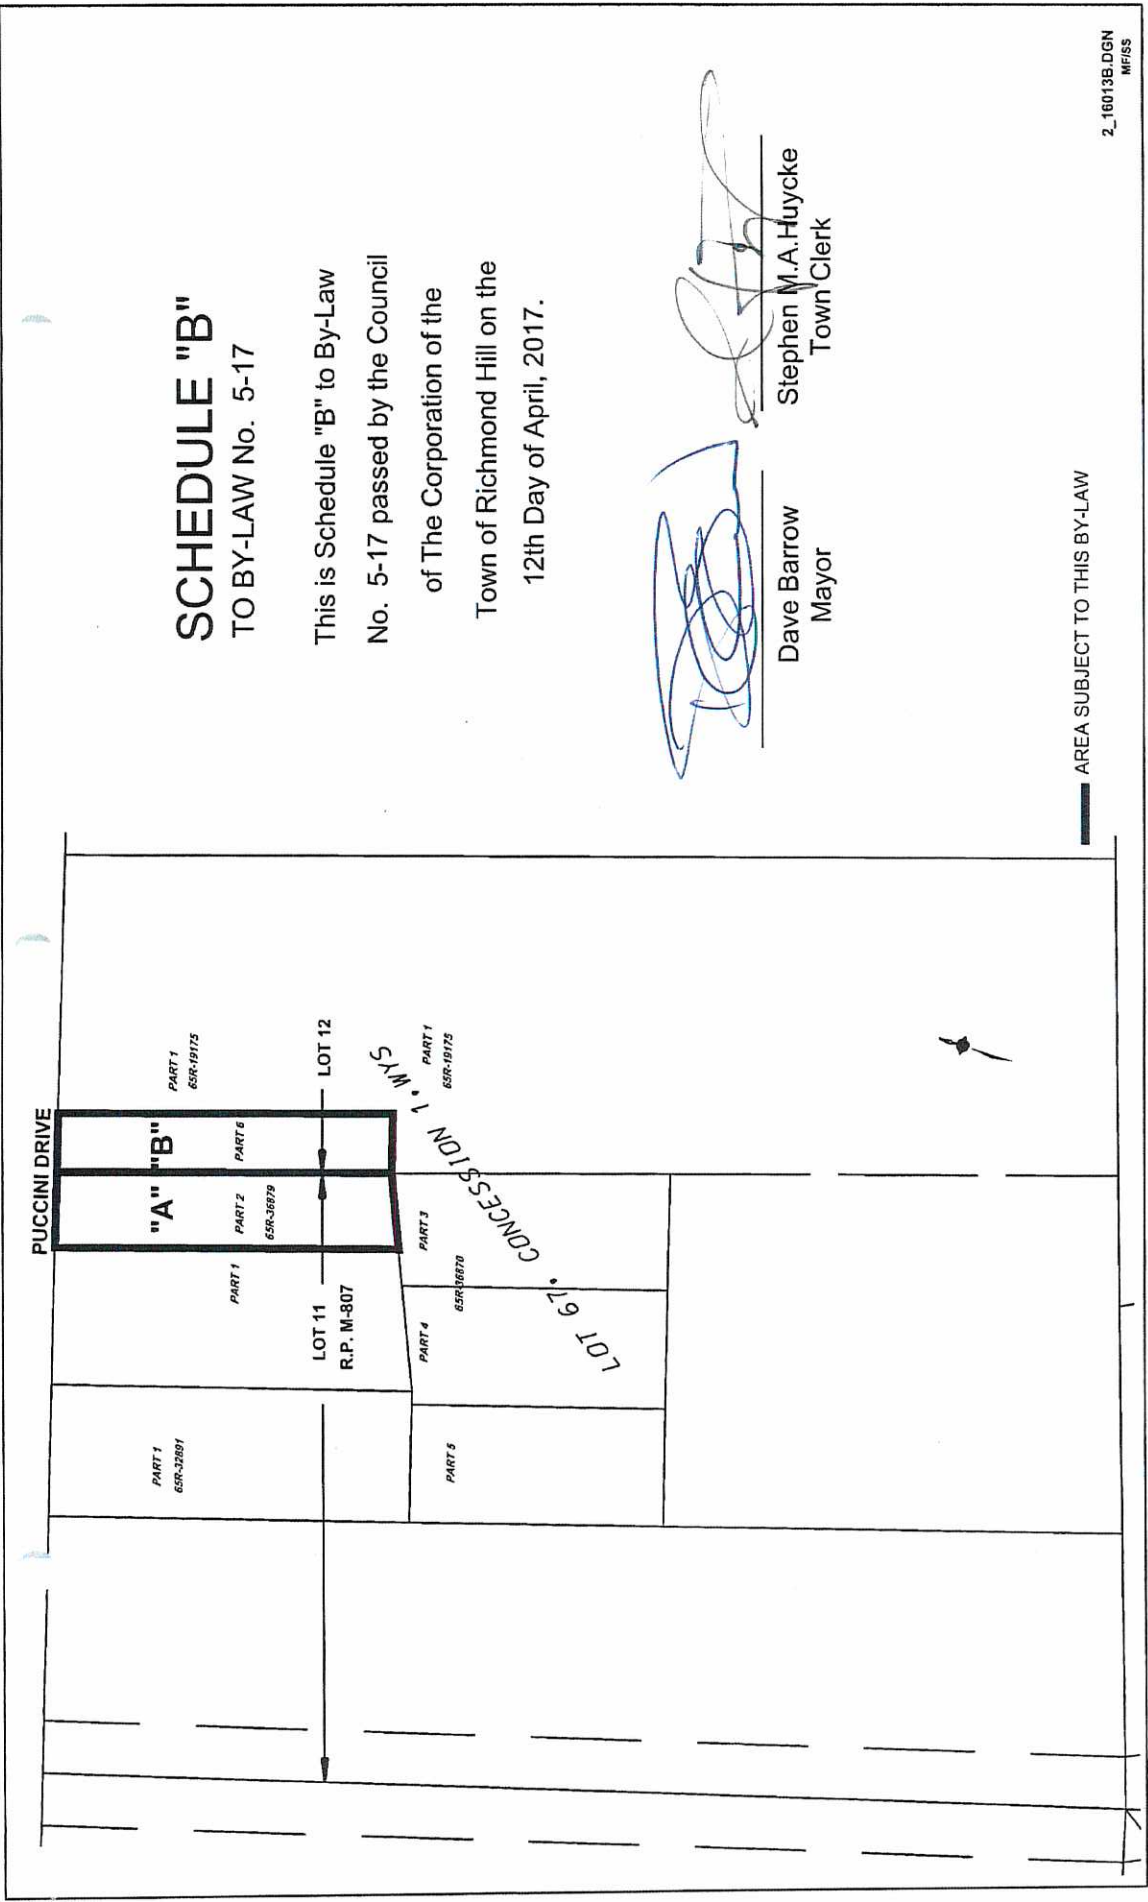 SCHEDULE "B"
TO BY-LAW No. 5-17
This is Schedule "B" to By-Law
No. 5-17 passed by the Council
of The Corporation of the
Town of Richmond Hill on the
12th Day of April, 2017.
Dave Barrow
Mayor
Stephen M.A.Huycke
Town Clerk
AREA SUBJECT TO THIS BY-LAW
2_16013B.DGN
MF/SS
PUCCINI DRIVE
PART 1
65R-32891
PART 1
"A"
PART 2
65R-36879
"B"
PART 6
PART 1
65R-19175
LOT 11
R.P. M-807
LOT 12
PART 5
PART 4
PART 3
65R-36870
PART 1
65R-19175
LOT 67. CONCESSION 1. WYS